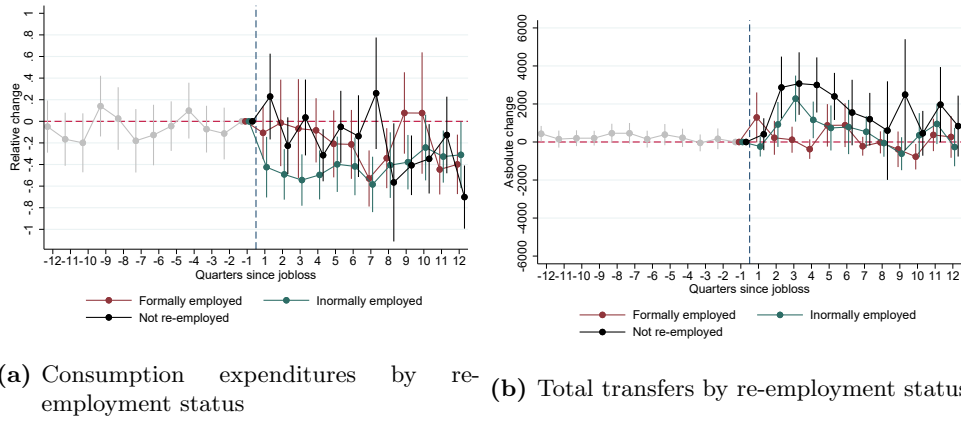 Relative change
1
.8
.6
.4
.2
0
-.2
-.4
-.6
-.8
-1
-12 -11 -10 -9 -8 -7 -6 -5 -4 -3 -2 -1 1 2 3 4 5 6 7 8 9 10 11 12
Quarters since jobloss
Formally employed
Inormally employed
Not re-employed
(a) Consumption expenditures by re-
employment status
Asbolute change
6000
4000
2000
0
-2000
-4000
-6000
-12 -11 -10 -9 -8 -7 -6 -5 -4 -3 -2 -1 1 2 3 4 5 6 7 8 9 10 11 12
Quarters since jobloss
Formally employed
Inormally employed
Not re-employed
(b) Total transfers by re-employment status